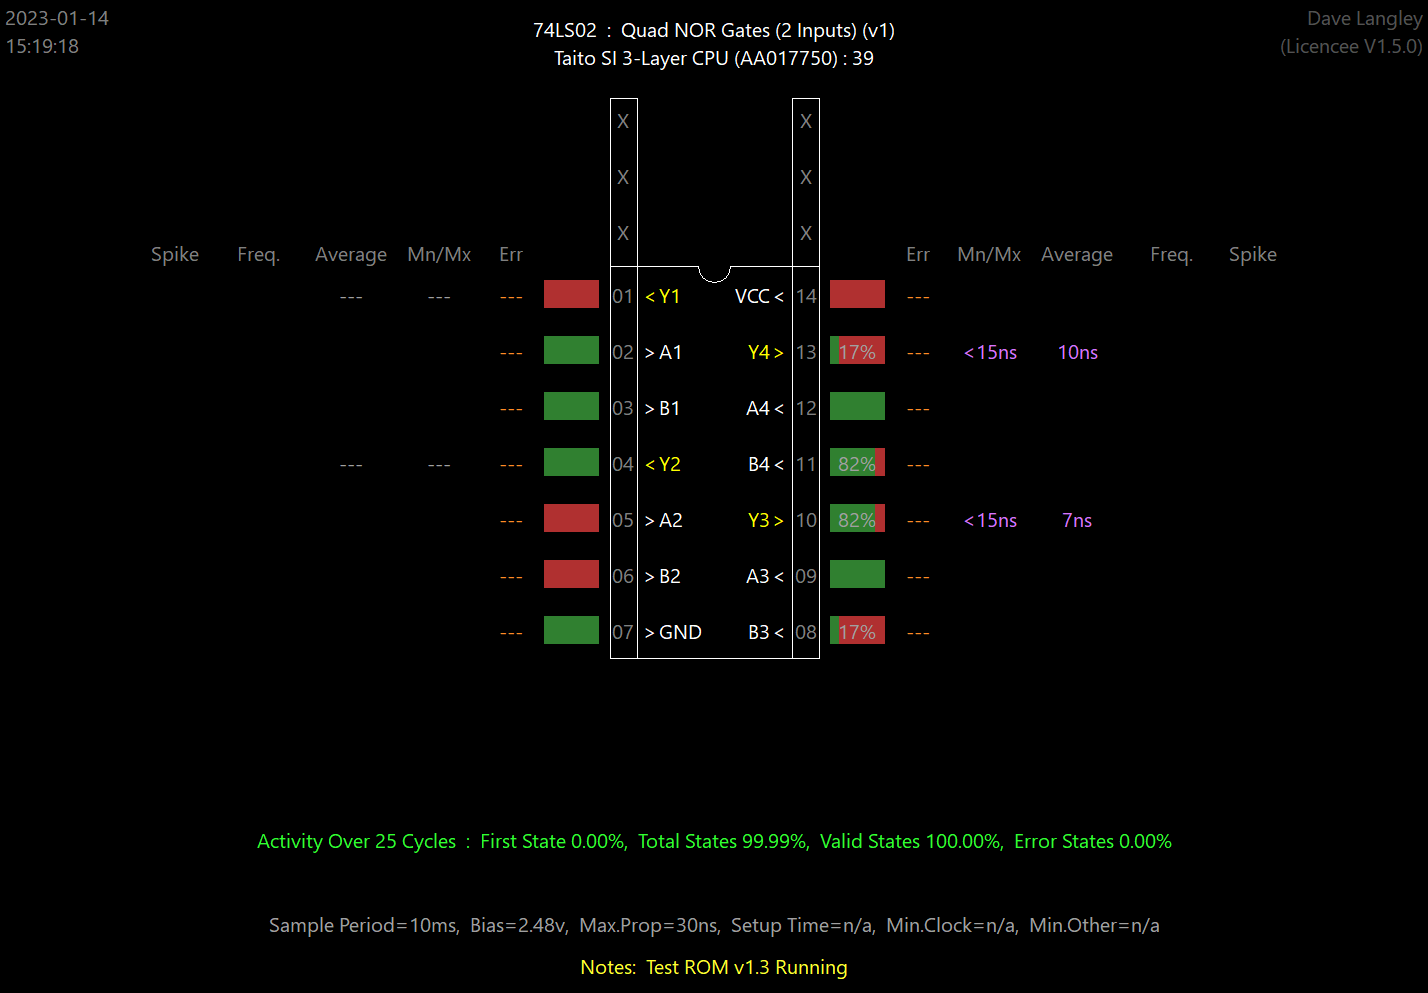 2023-01-14
15:19:18
74LS02 : Quad NOR Gates (2 Inputs) (v1)
Taito SI 3-Layer CPU (AA017750) : 39
Dave Langley
(Licencee V1.5.0)
X X
X X
X X
Spike Freq. Average Mn/Mx Err Err Mn/Mx Average Freq. Spike
--- --- --- 01 <Y1 VCC< 14 ---
--- 02 >A1 Y4> 13 17% --- <15ns 10ns
--- 03 >B1 A4< 12 ---
--- --- --- 04 <Y2 B4< 11 82% ---
--- 05 >A2 Y3> 10 82% --- <15ns 7ns
--- 06 >B2 A3< 09 ---
--- 07 >GND B3< 08 17% ---
Activity Over 25 Cycles : First State 0.00%, Total States 99.99%, Valid States 100.00%, Error States 0.00%
Sample Period=10ms, Bias=2.48v, Max.Prop=30ns, Setup Time=n/a, Min.Clock=n/a, Min.Other=n/a
Notes: Test ROM v1.3 Running